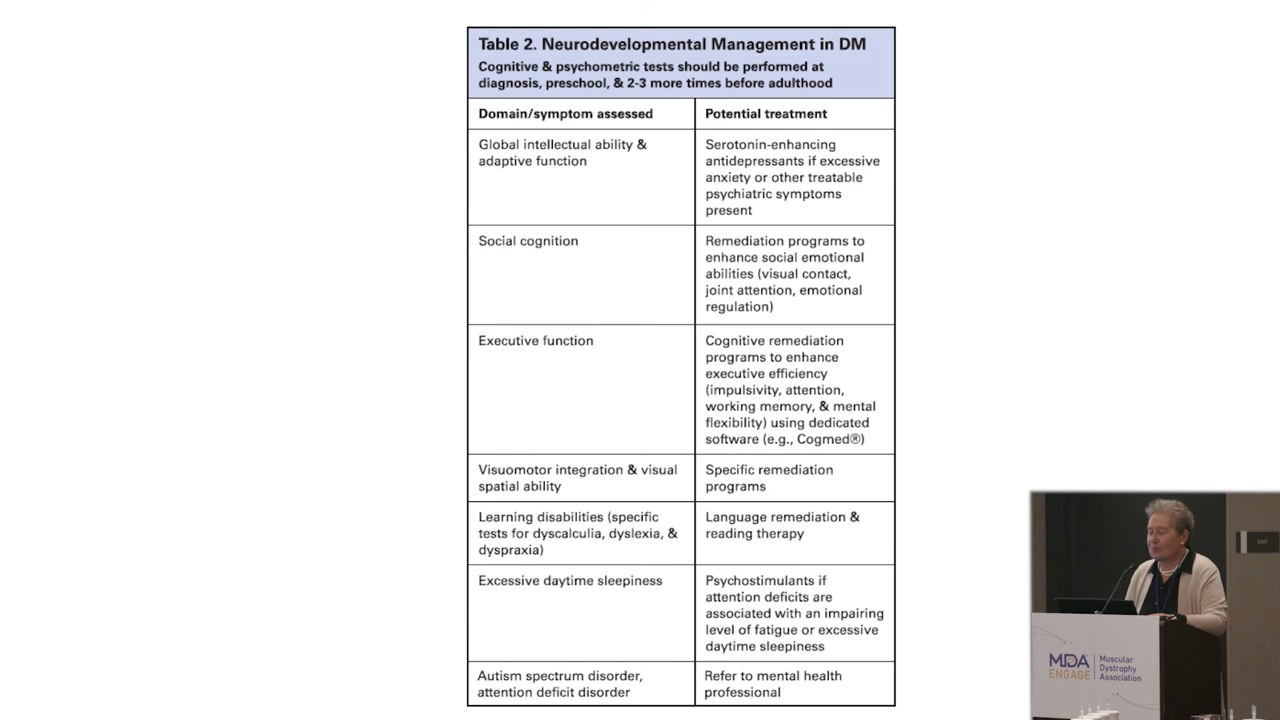 Table 2. Neurodevelopmental Management in DM
Cognitive & psychometric tests should be performed at
diagnosis, preschool, & 2-3 more times before adulthood
Domain/symptom assessed
Potential treatment
Global intellectual ability &
adaptive function
Serotonin-enhancing
antidepressants if excessive
anxiety or other treatable
psychiatric symptoms
present
Social cognition
Remediation programs to
enhance social emotional
abilities (visual contact,
joint attention, emotional
regulation)
Executive function
Cognitive remediation
programs to enhance
executive efficiency
(impulsivity, attention,
working memory, & mental
flexibility) using dedicated
software (e.g., Cogmed®)
Visuomotor integration & visual
spatial ability
Specific remediation
programs
Learning disabilities (specific
tests for dyscalculia, dyslexia, &
dyspraxia)
Language remediation &
reading therapy
Excessive daytime sleepiness
Psychostimulants if
attention deficits are
associated with an impairing
level of fatigue or excessive
daytime sleepiness
Autism spectrum disorder,
attention deficit disorder
Refer to mental health
professional
EXIT
MDA
ENGAGE
Muscular
Dystrophy
Association